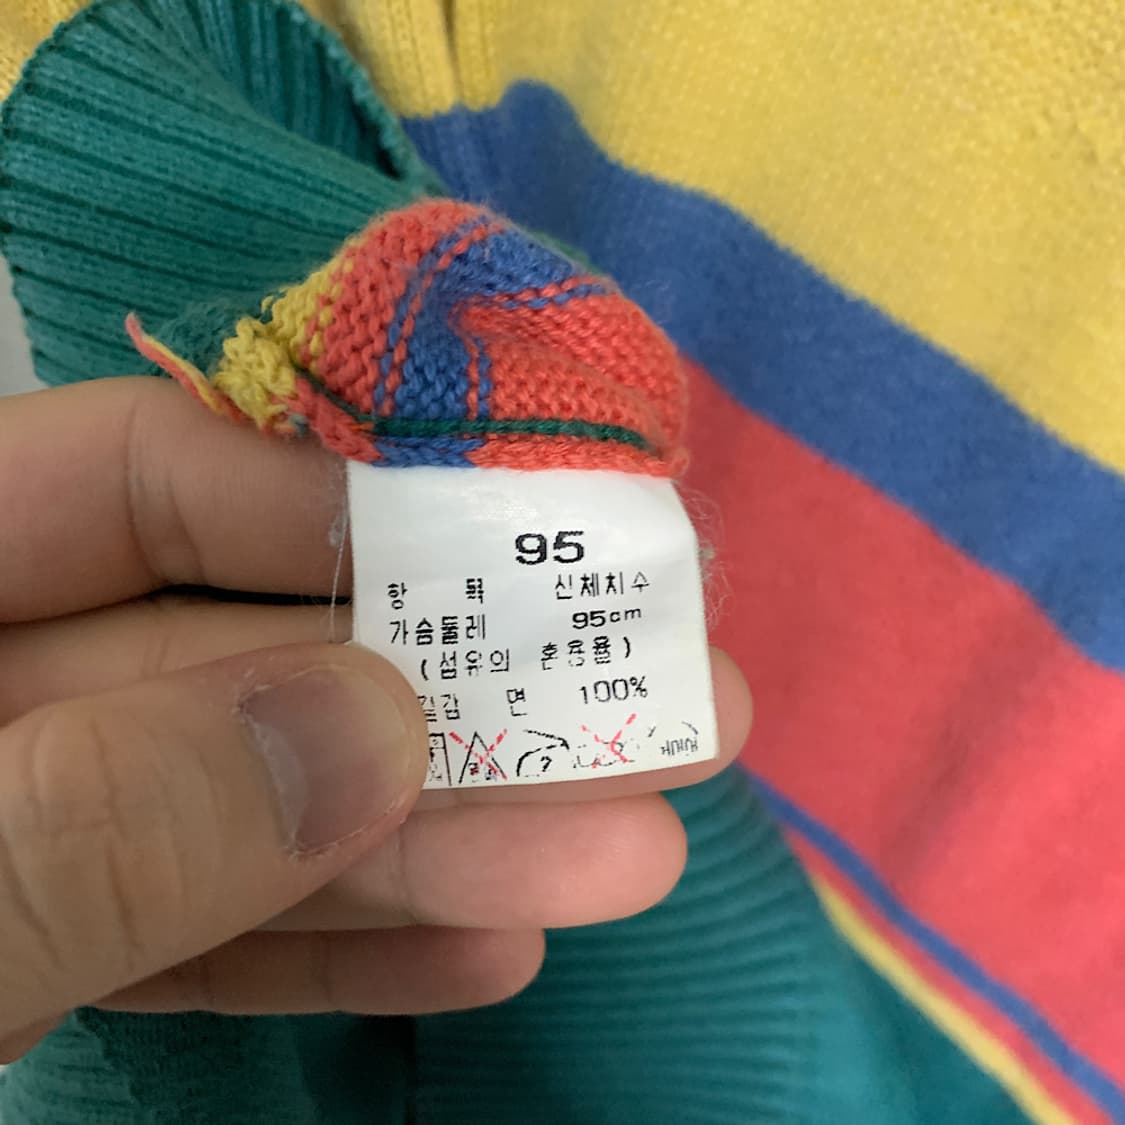 95
항 목 신체치수
가슴둘레 95cm
(섬유의 혼용율)
겉감 면 100%